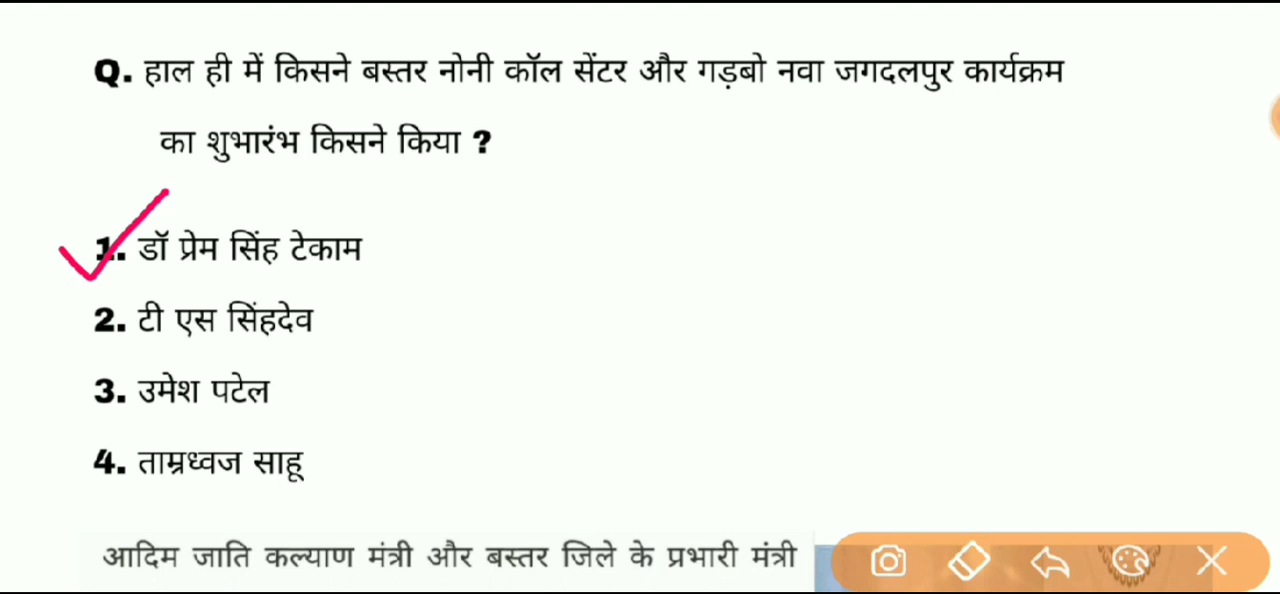 Q. हाल ही में किसने बस्तर नोनी कॉल सेंटर और गड़बो नवा जगदलपुर कार्यक्रम
का शुभारंभ किसने किया ?
1. डॉ प्रेम सिंह टेकाम
2. टी एस सिंहदेव
3. उमेश पटेल
4. ताम्रध्वज साहू
आदिम जाति कल्याण मंत्री और बस्तर जिले के प्रभारी मंत्री